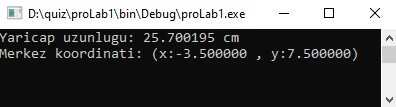 D:\quiz\proLab1\bin\Debug\proLab1.exe
Yaricap uzunlugu: 25.700195 cm
Merkez koordinati: (x:-3.500000 , y:7.500000)